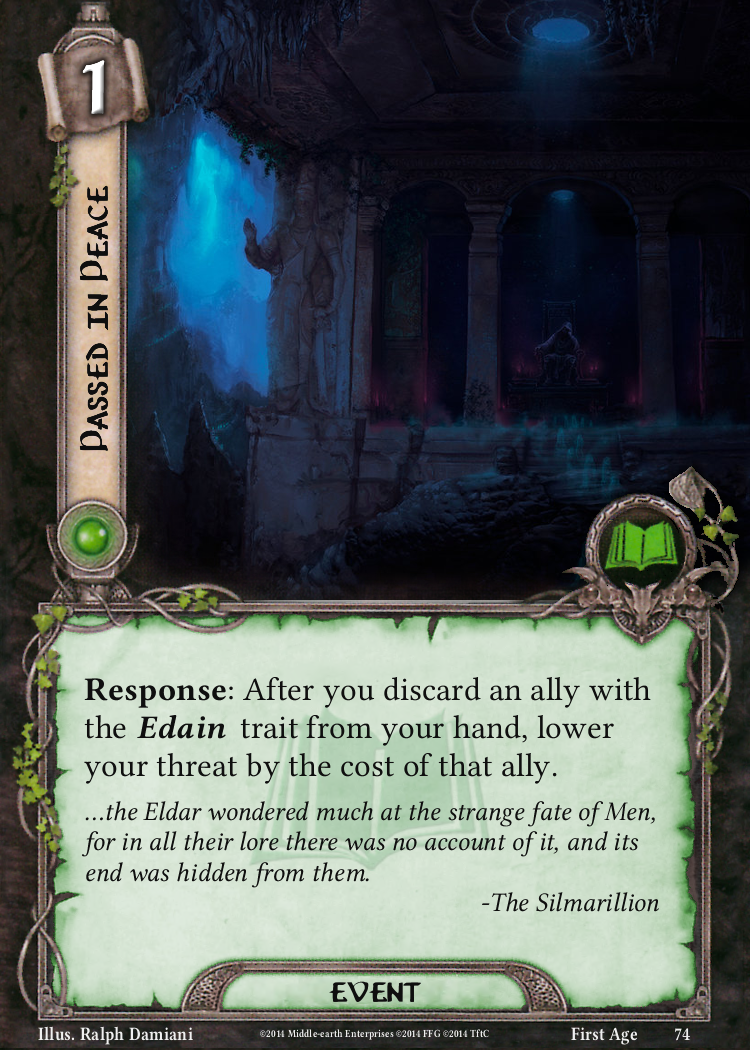 1
Passed in Peace
Response: After you discard an ally with
the Edain trait from your hand, lower
your threat by the cost of that ally.
...the Eldar wondered much at the strange fate of Men,
for in all their lore there was no account of it, and its
end was hidden from them.
-The Silmarillion
EVENT
Illus. Ralph Damiani ©2014 Middle-earth Enterprises ©2014 FFG ©2014 TftC First Age 74